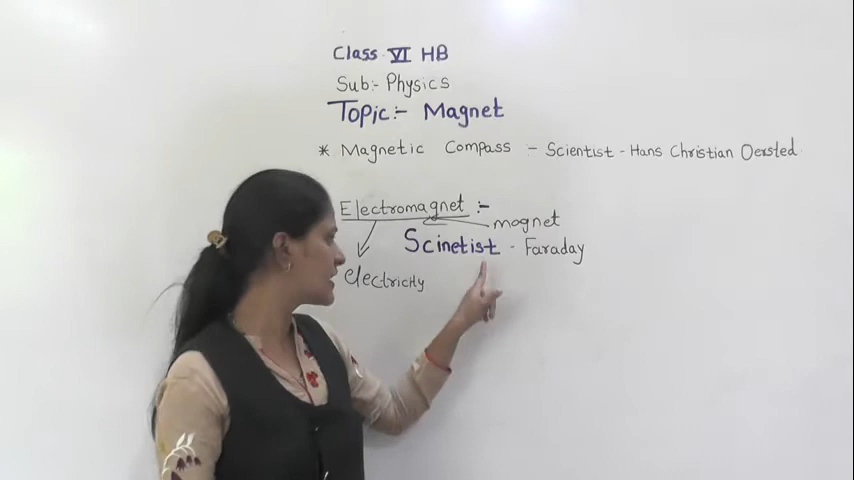 Class VI HB
Sub:- Physics
Topic:- Magnet
* Magnetic Compass - Scientist - Hans Christian Oersted
Electromagnet :-
mognet
Scinetist - Faraday
electricity